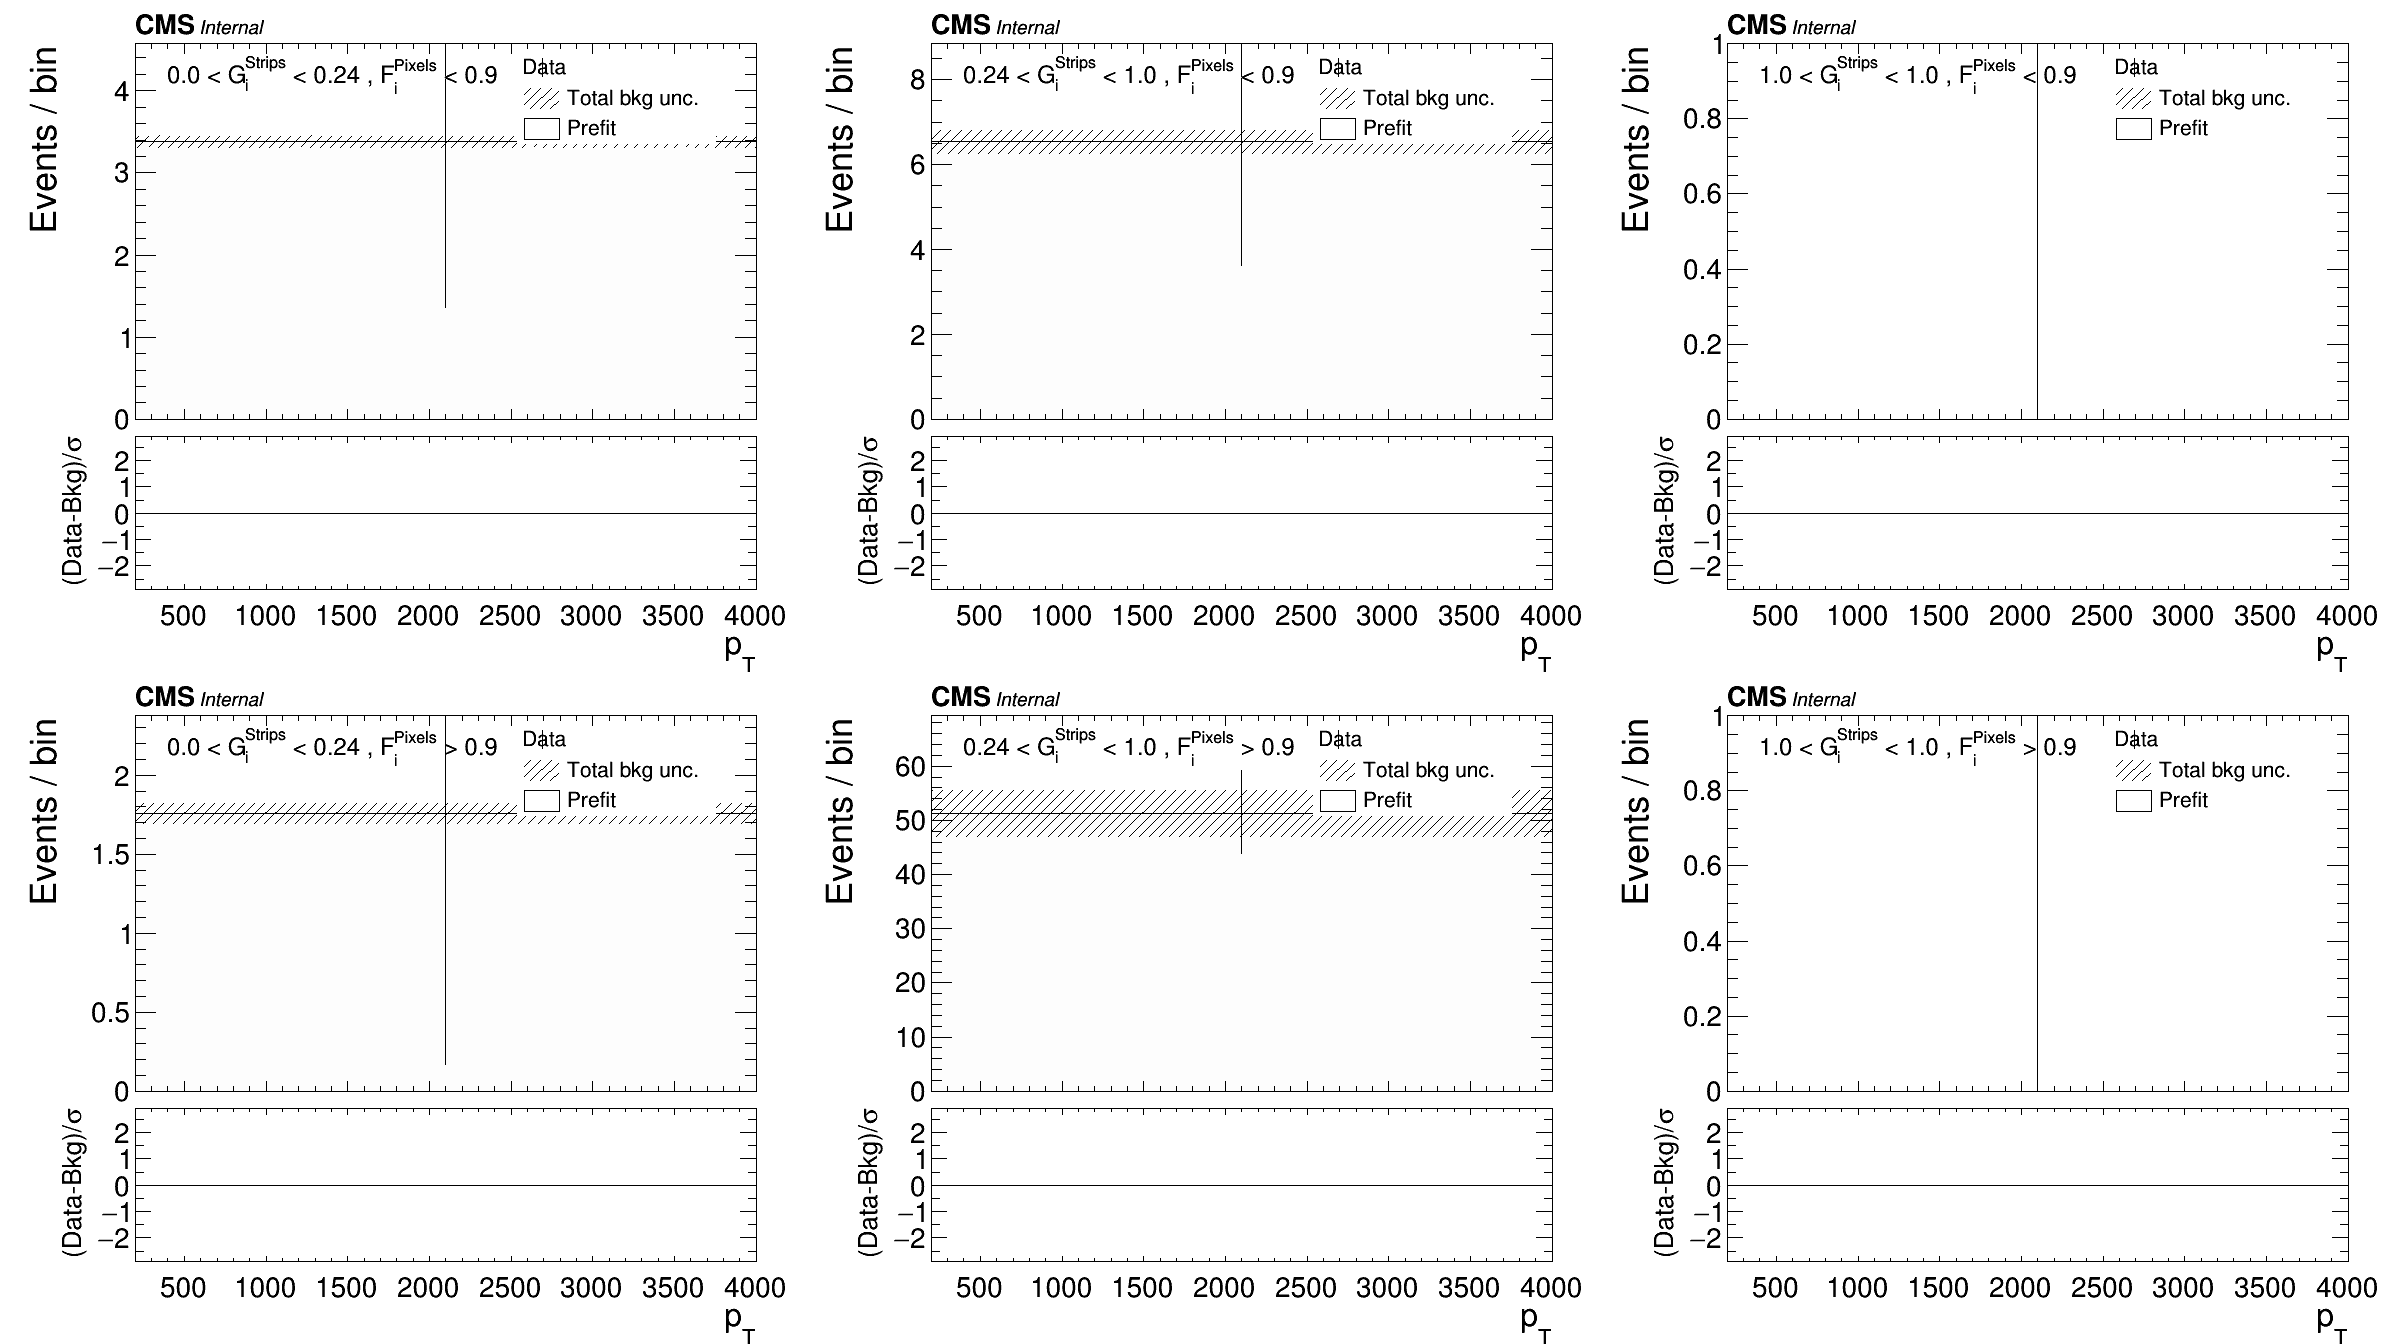 CMS Internal
Events / bin
0.0 < G_i^Strips < 0.24 , F_i^Pixels < 0.9
Data
Total bkg unc.
Prefit
4
3
2
1
0
(Data-Bkg)/σ
2
1
0
−1
−2
500 1000 1500 2000 2500 3000 3500 4000
p_T
CMS Internal
Events / bin
0.24 < G_i^Strips < 1.0 , F_i^Pixels < 0.9
Data
Total bkg unc.
Prefit
8
6
4
2
0
(Data-Bkg)/σ
2
1
0
−1
−2
500 1000 1500 2000 2500 3000 3500 4000
p_T
CMS Internal
Events / bin
1.0 < G_i^Strips < 1.0 , F_i^Pixels < 0.9
Data
Total bkg unc.
Prefit
1
0.8
0.6
0.4
0.2
0
(Data-Bkg)/σ
2
1
0
−1
−2
500 1000 1500 2000 2500 3000 3500 4000
p_T
CMS Internal
Events / bin
0.0 < G_i^Strips < 0.24 , F_i^Pixels > 0.9
Data
Total bkg unc.
Prefit
2
1.5
1
0.5
0
(Data-Bkg)/σ
2
1
0
−1
−2
500 1000 1500 2000 2500 3000 3500 4000
p_T
CMS Internal
Events / bin
0.24 < G_i^Strips < 1.0 , F_i^Pixels > 0.9
Data
Total bkg unc.
Prefit
60
50
40
30
20
10
0
(Data-Bkg)/σ
2
1
0
−1
−2
500 1000 1500 2000 2500 3000 3500 4000
p_T
CMS Internal
Events / bin
1.0 < G_i^Strips < 1.0 , F_i^Pixels > 0.9
Data
Total bkg unc.
Prefit
1
0.8
0.6
0.4
0.2
0
(Data-Bkg)/σ
2
1
0
−1
−2
500 1000 1500 2000 2500 3000 3500 4000
p_T